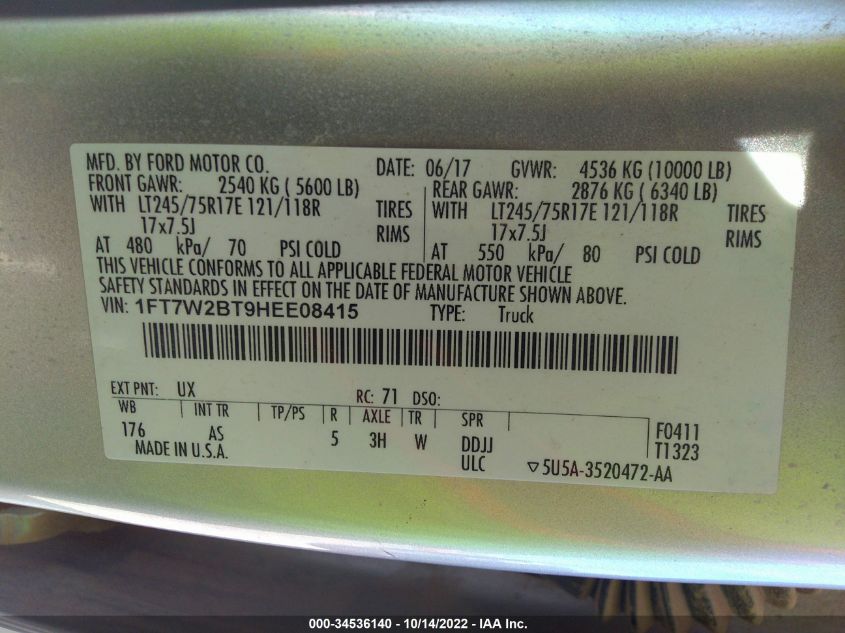 MFD. BY FORD MOTOR CO. DATE: 06/17 GVWR: 4536 KG (10000 LB)
FRONT GAWR: 2540 KG ( 5600 LB) REAR GAWR: 2876 KG ( 6340 LB)
WITH LT245/75R17E 121/118R TIRES WITH LT245/75R17E 121/118R TIRES
17x7.5J RIMS 17x7.5J RIMS
AT 480 kPa/ 70 PSI COLD AT 550 kPa/ 80 PSI COLD
THIS VEHICLE CONFORMS TO ALL APPLICABLE FEDERAL MOTOR VEHICLE
SAFETY STANDARDS IN EFFECT ON THE DATE OF MANUFACTURE SHOWN ABOVE.
VIN: 1FT7W2BT9HEE08415 TYPE: Truck
EXT PNT: UX RC: 71 DSO:
WB INT TR TP/PS R AXLE TR SPR F0411
176 AS 5 3H W DDJJ T1323
MADE IN U.S.A. ULC ▽5U5A-3520472-AA
000-34536140 - 10/14/2022 - IAA Inc.